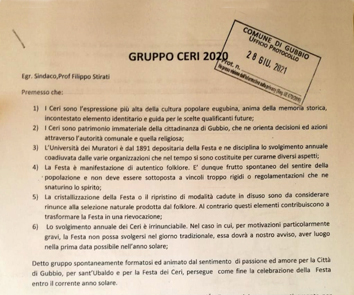 GRUPPO CERI 2020
COMUNE DI GUBBIO
Ufficio PROTOCOLLO
28 GIU. 2021
Prot. n.
Egr. Sindaco,Prof Filippo Stirati
Premesso che:
1) I Ceri sono l'espressione più alta della cultura popolare eugubina, anima della memoria storica,
incontestato elemento identitario e guida per le scelte qualificanti future;
2) I Ceri sono patrimonio immateriale della cittadinanza di Gubbio, che ne orienta decisioni ed azioni
attraverso l'autorità comunale e quella religiosa;
3) L'Università dei Muratori è dal 1891 depositaria della Festa e ne disciplina lo svolgimento annuale
coadiuvata dalle varie organizzazioni che nel tempo si sono costituite per curarne diversi aspetti;
4) La Festa è manifestazione di autentico folklore. E' dunque frutto spontaneo del sentire della
popolazione e non deve essere sottoposta a vincoli troppo rigidi o regolamentazioni che ne
snaturino lo spirito;
5) La cristallizzazione della Festa o il ripristino di modalità cadute in disuso sono da considerare
rinunce alla selezione naturale prodotta dal folklore. Al contrario questi elementi contribuiscono a
trasformare la Festa in una rievocazione;
6) Lo svolgimento annuale dei Ceri è irrinunciabile. Nel caso in cui, per motivazioni particolarmente
gravi, la Festa non possa svolgersi nel giorno tradizionale, essa dovrà a nostro avviso, aver luogo
nella prima data possibile nell'anno solare;
Detto gruppo spontaneamente formatosi ed animato dal sentimento di passione ed amore per la Città
di Gubbio, per sant'Ubaldo e per la Festa dei Ceri, persegue come fine la celebrazione della Festa
entro il corrente anno solare.